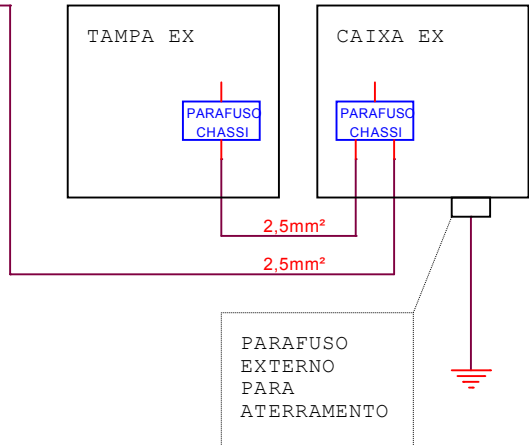 TAMPA EX
CAIXA EX
PARAFUSO
CHASSI
PARAFUSO
CHASSI
2,5mm²
2,5mm²
PARAFUSO
EXTERNO
PARA
ATERRAMENTO